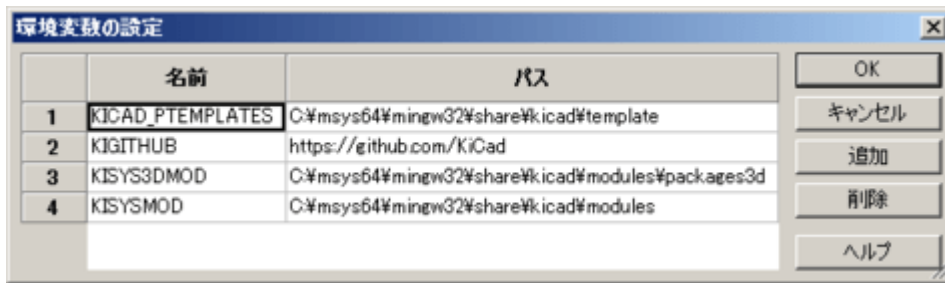 環境変数の設定
名前 パス
1 KICAD_PTEMPLATES C:¥msys64¥mingw32¥share¥kicad¥template
2 KIGITHUB https://github.com/KiCad
3 KISYS3DMOD C:¥msys64¥mingw32¥share¥kicad¥modules¥packages3d
4 KISYSMOD C:¥msys64¥mingw32¥share¥kicad¥modules
OK
キャンセル
追加
削除
ヘルプ